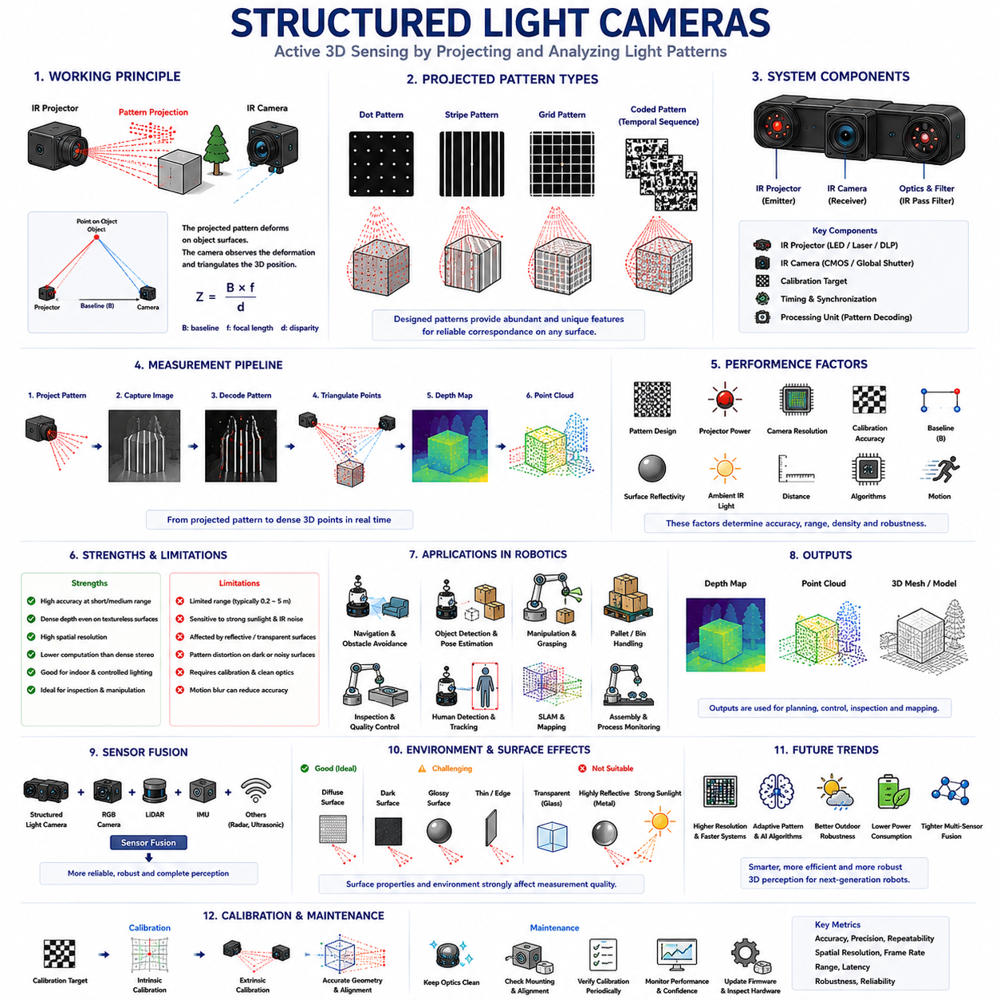 STRUCTURED LIGHT CAMERAS
Active 3D Sensing by Projecting and Analyzing Light Patterns
1. WORKING PRINCIPLE
IR Projector
Pattern Projection
IR Camera
Point on Object
Object
Projector
Baseline (B)
Camera
The projected pattern deforms
on object surfaces.
The camera observes the deformation
and triangulates the 3D position.
Z = B × f
d
B: baseline f: focal length d: disparity
2. PROJECTED PATTERN TYPES
Dot Pattern
Stripe Pattern
Grid Pattern
Coded Pattern
(Temporal Sequence)
Designed patterns provide abundant and unique features
for reliable correspondance on any surface.
3. SYSTEM COMPONENTS
IR Projector
(Emitter)
IR Camera
(Receiver)
Optics & Filter
(IR Pass Filter)
Key Components
IR Projector (LED / Laser / DLP)
IR Camera (CMOS / Global Shutter)
Calibration Target
Timing & Synchronization
Processing Unit (Pattern Decoding)
4. MEASUREMENT PIPELINE
1. Project Pattern
2. Capture Image
3. Decode Pattern
4. Triangulate Points
5. Depth Map
6. Point Cloud
From projected pattern to dense 3D points in real time
5. PERFORMENCE FACTORS
Pattern Design
Projector Power
Camera Resolution
Calibration
Accuracy
Baseline
(B)
Surface Reflectivity
Ambient IR
Light
Distance
Algorithms
Motion
These factors determine accuracy, range, density and robustness.
6. STRENGTHS & LIMITATIONS
Strengths
High accuracy at short/medium range
Dense depth even on textureless surfaces
High spatial resolution
Lower computation than dense stereo
Good for indoor & controlled lighting
Ideal for inspection & manipulation
Limitations
Limited range (typically 0.2 – 5 m)
Sensitive to strong sunlight & IR noise
Affected by reflective / transparent surfaces
Pattern distortion on dark or noisy surfaces
Requires calibration & clean optics
Motion blur can reduce accuracy
7. APPLICATIONS IN ROBOTICS
Navigation &
Obstacle Avoidance
Object Detection &
Pose Estimation
Manipulation &
Grasping
Pallet / Bin
Handling
Inspection &
Quality Control
Human Detection &
Tracking
SLAM &
Mapping
Assembly &
Process Monitoring
8. OUTPUTS
Depth Map
Point Cloud
3D Mesh / Model
Outputs are used for planning, control, inspection and mapping.
9. SENSOR FUSION
+ + + +
Structured
Light Camera
RGB
Camera
LiDAR
IMU
Others
(Radar, Ultrasonic)
Sensor Fusion
More reliable, robust and complete perception
10. ENVIRONMENT & SURFACE EFFECTS
Good (Ideal)
Challenging
Not Suitable
Diffuse
Surface
Dark
Surface
Glossy
Surface
Thin / Edge
Transparent
(Glass)
Highly Reflective
(Metal)
Strong Sunlight
Surface properties and environment strongly affect measurement quality.
11. FUTURE TRENDS
Higher Resolution
& Faster Systems
Adaptive Pattern
& AI Algorithms
Better Outdoor
Robustness
Lower Power
Consumption
Tighter Multi-Sensor
Fusion
Smarter, more efficient and more robust
3D perception for next-generation robots.
12. CALIBRATION & MAINTENANCE
Calibration
Calibration Target
Intrinsic
Calibration
Extrinsic
Calibration
Accurate Geometry
& Alignment
Maintenance
Keep Optics Clean
Check Mounting
& Alignment
Verify Calibration
Periodically
Monitor Performance
& Confidence
Update Firmware
& Inspect Hardware
Key Metrics
Accuracy, Precision, Repeatability
Spatial Resolution, Frame Rate
Range, Latency
Robustness, Reliability